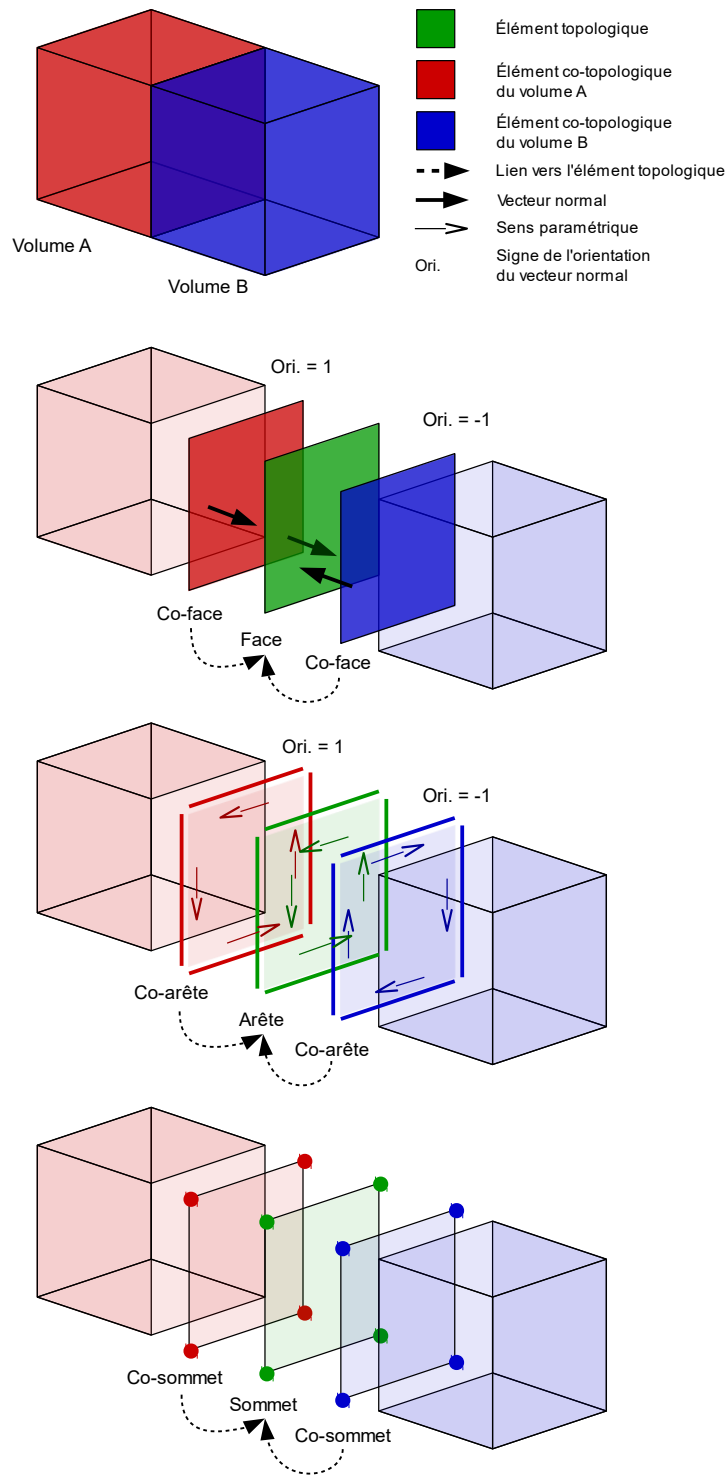 Élément topologique
Élément co-topologique
du volume A
Élément co-topologique
du volume B
Lien vers l'élément topologique
Vecteur normal
Sens paramétrique
Ori.
Signe de l'orientation
du vecteur normal
Volume A
Volume B
Ori. = 1
Ori. = -1
Co-face
Face
Co-face
Ori. = 1
Ori. = -1
Co-arête
Arête
Co-arête
Co-sommet
Sommet
Co-sommet